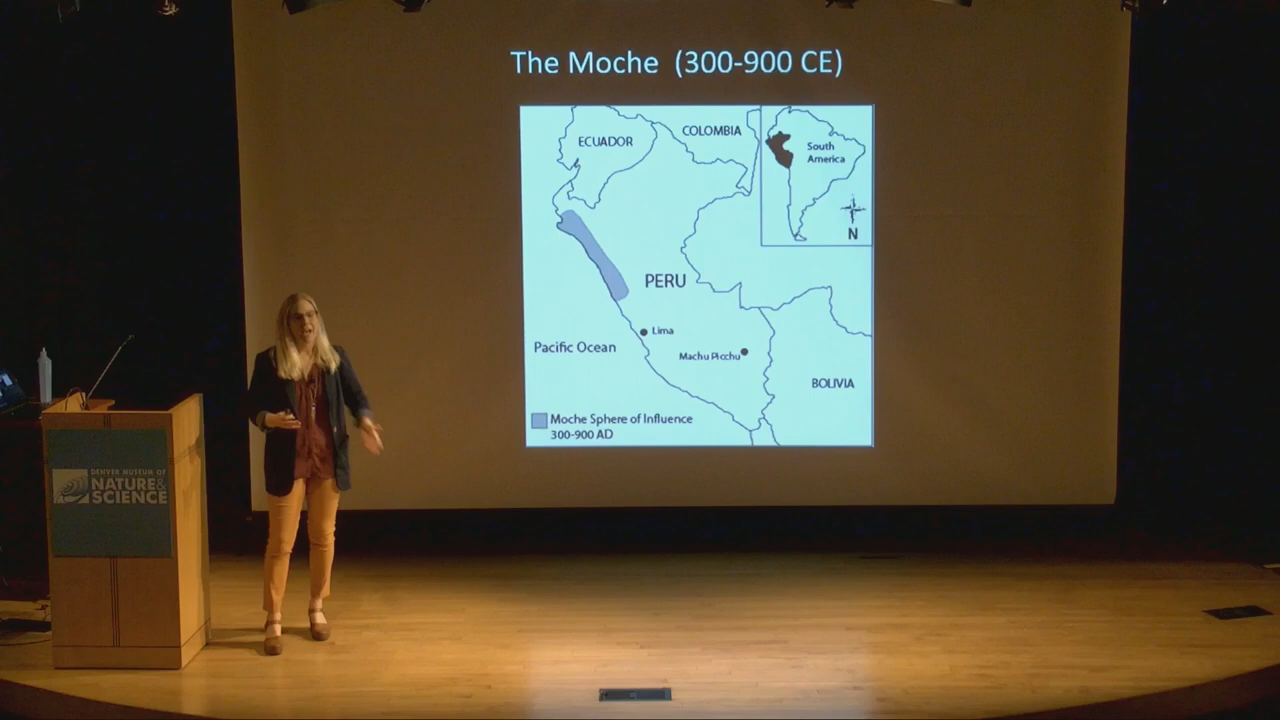 The Moche (300-900 CE)
ECUADOR
COLOMBIA
South
America
N
PERU
Lima
Pacific Ocean
Machu Picchu
BOLIVIA
Moche Sphere of Influence
300-900 AD
DENVER MUSEUM OF
NATURE&
SCIENCE